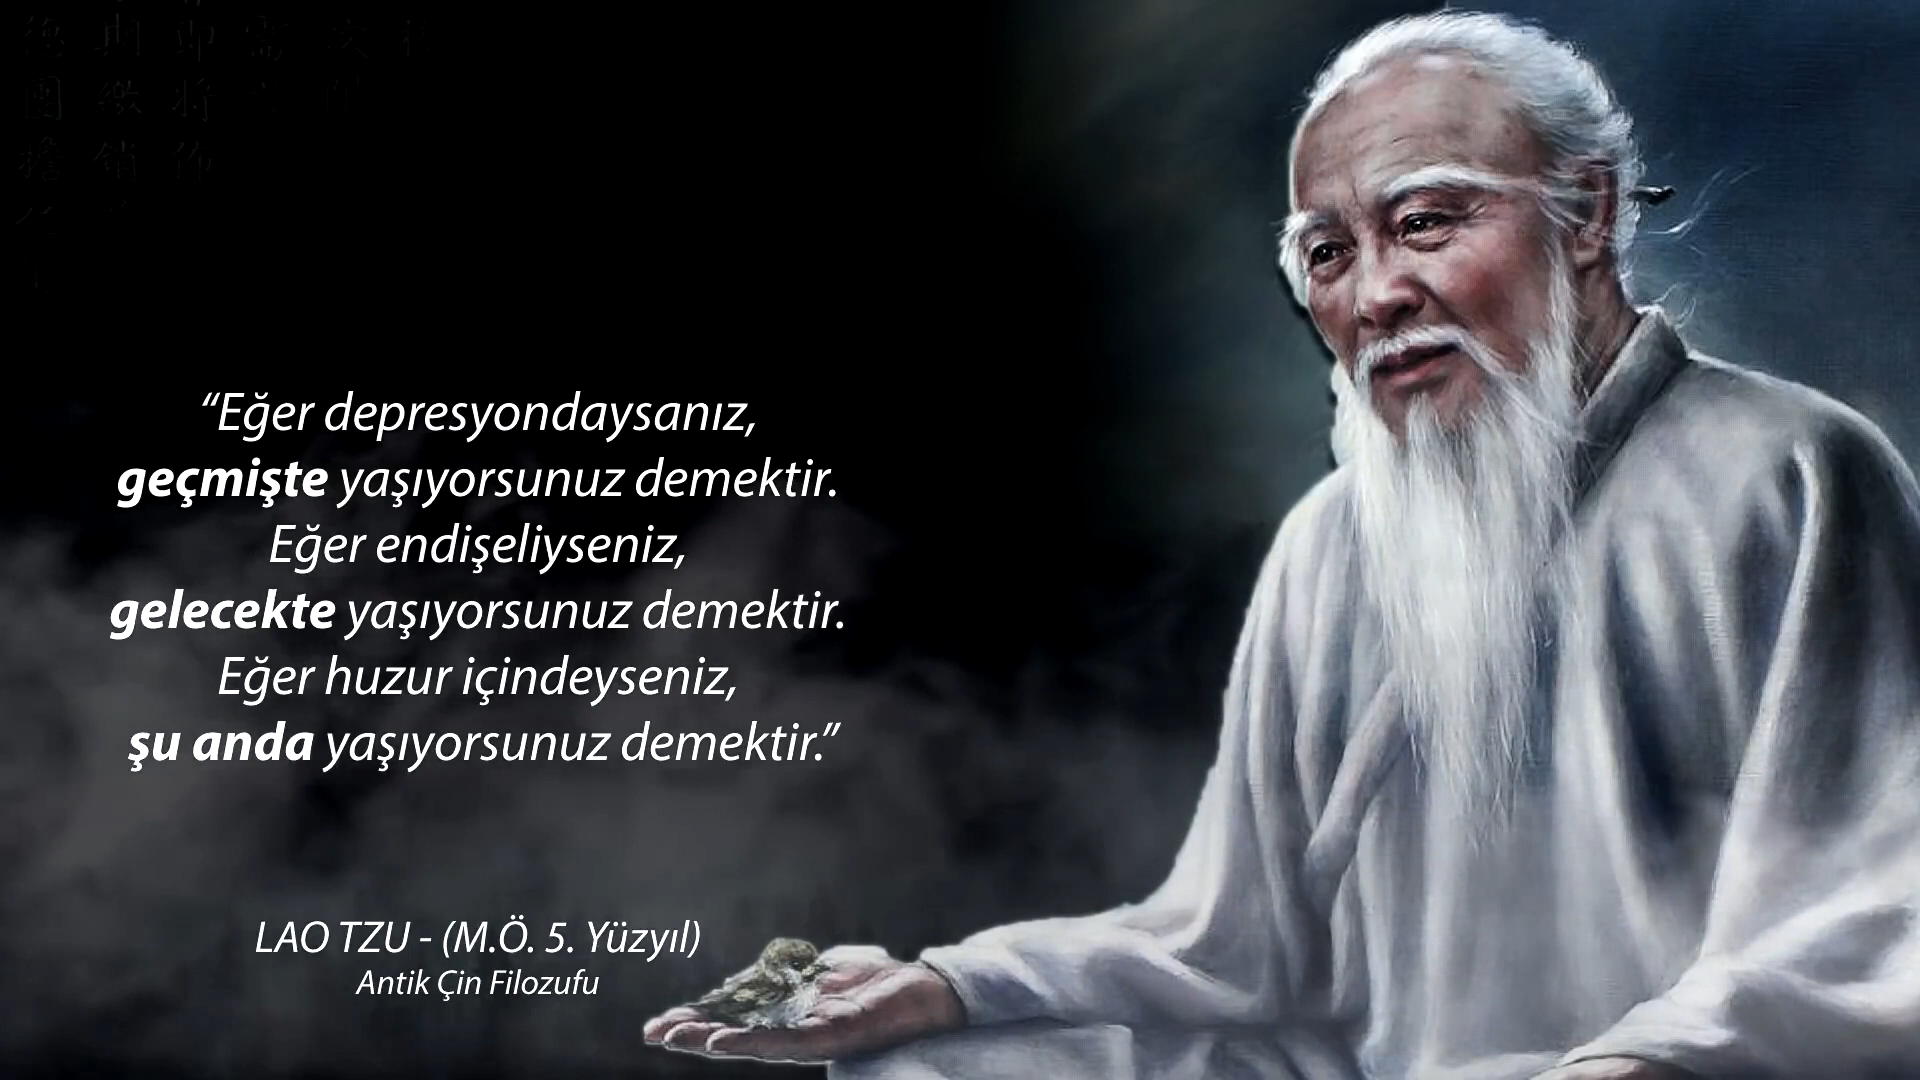 “Eğer depresyondaysanız,
geçmişte yaşıyorsunuz demektir.
Eğer endişeliyseniz,
gelecekte yaşıyorsunuz demektir.
Eğer huzur içindeyseniz,
şu anda yaşıyorsunuz demektir.”
LAO TZU - (M.Ö. 5. Yüzyıl)
Antik Çin Filozufu